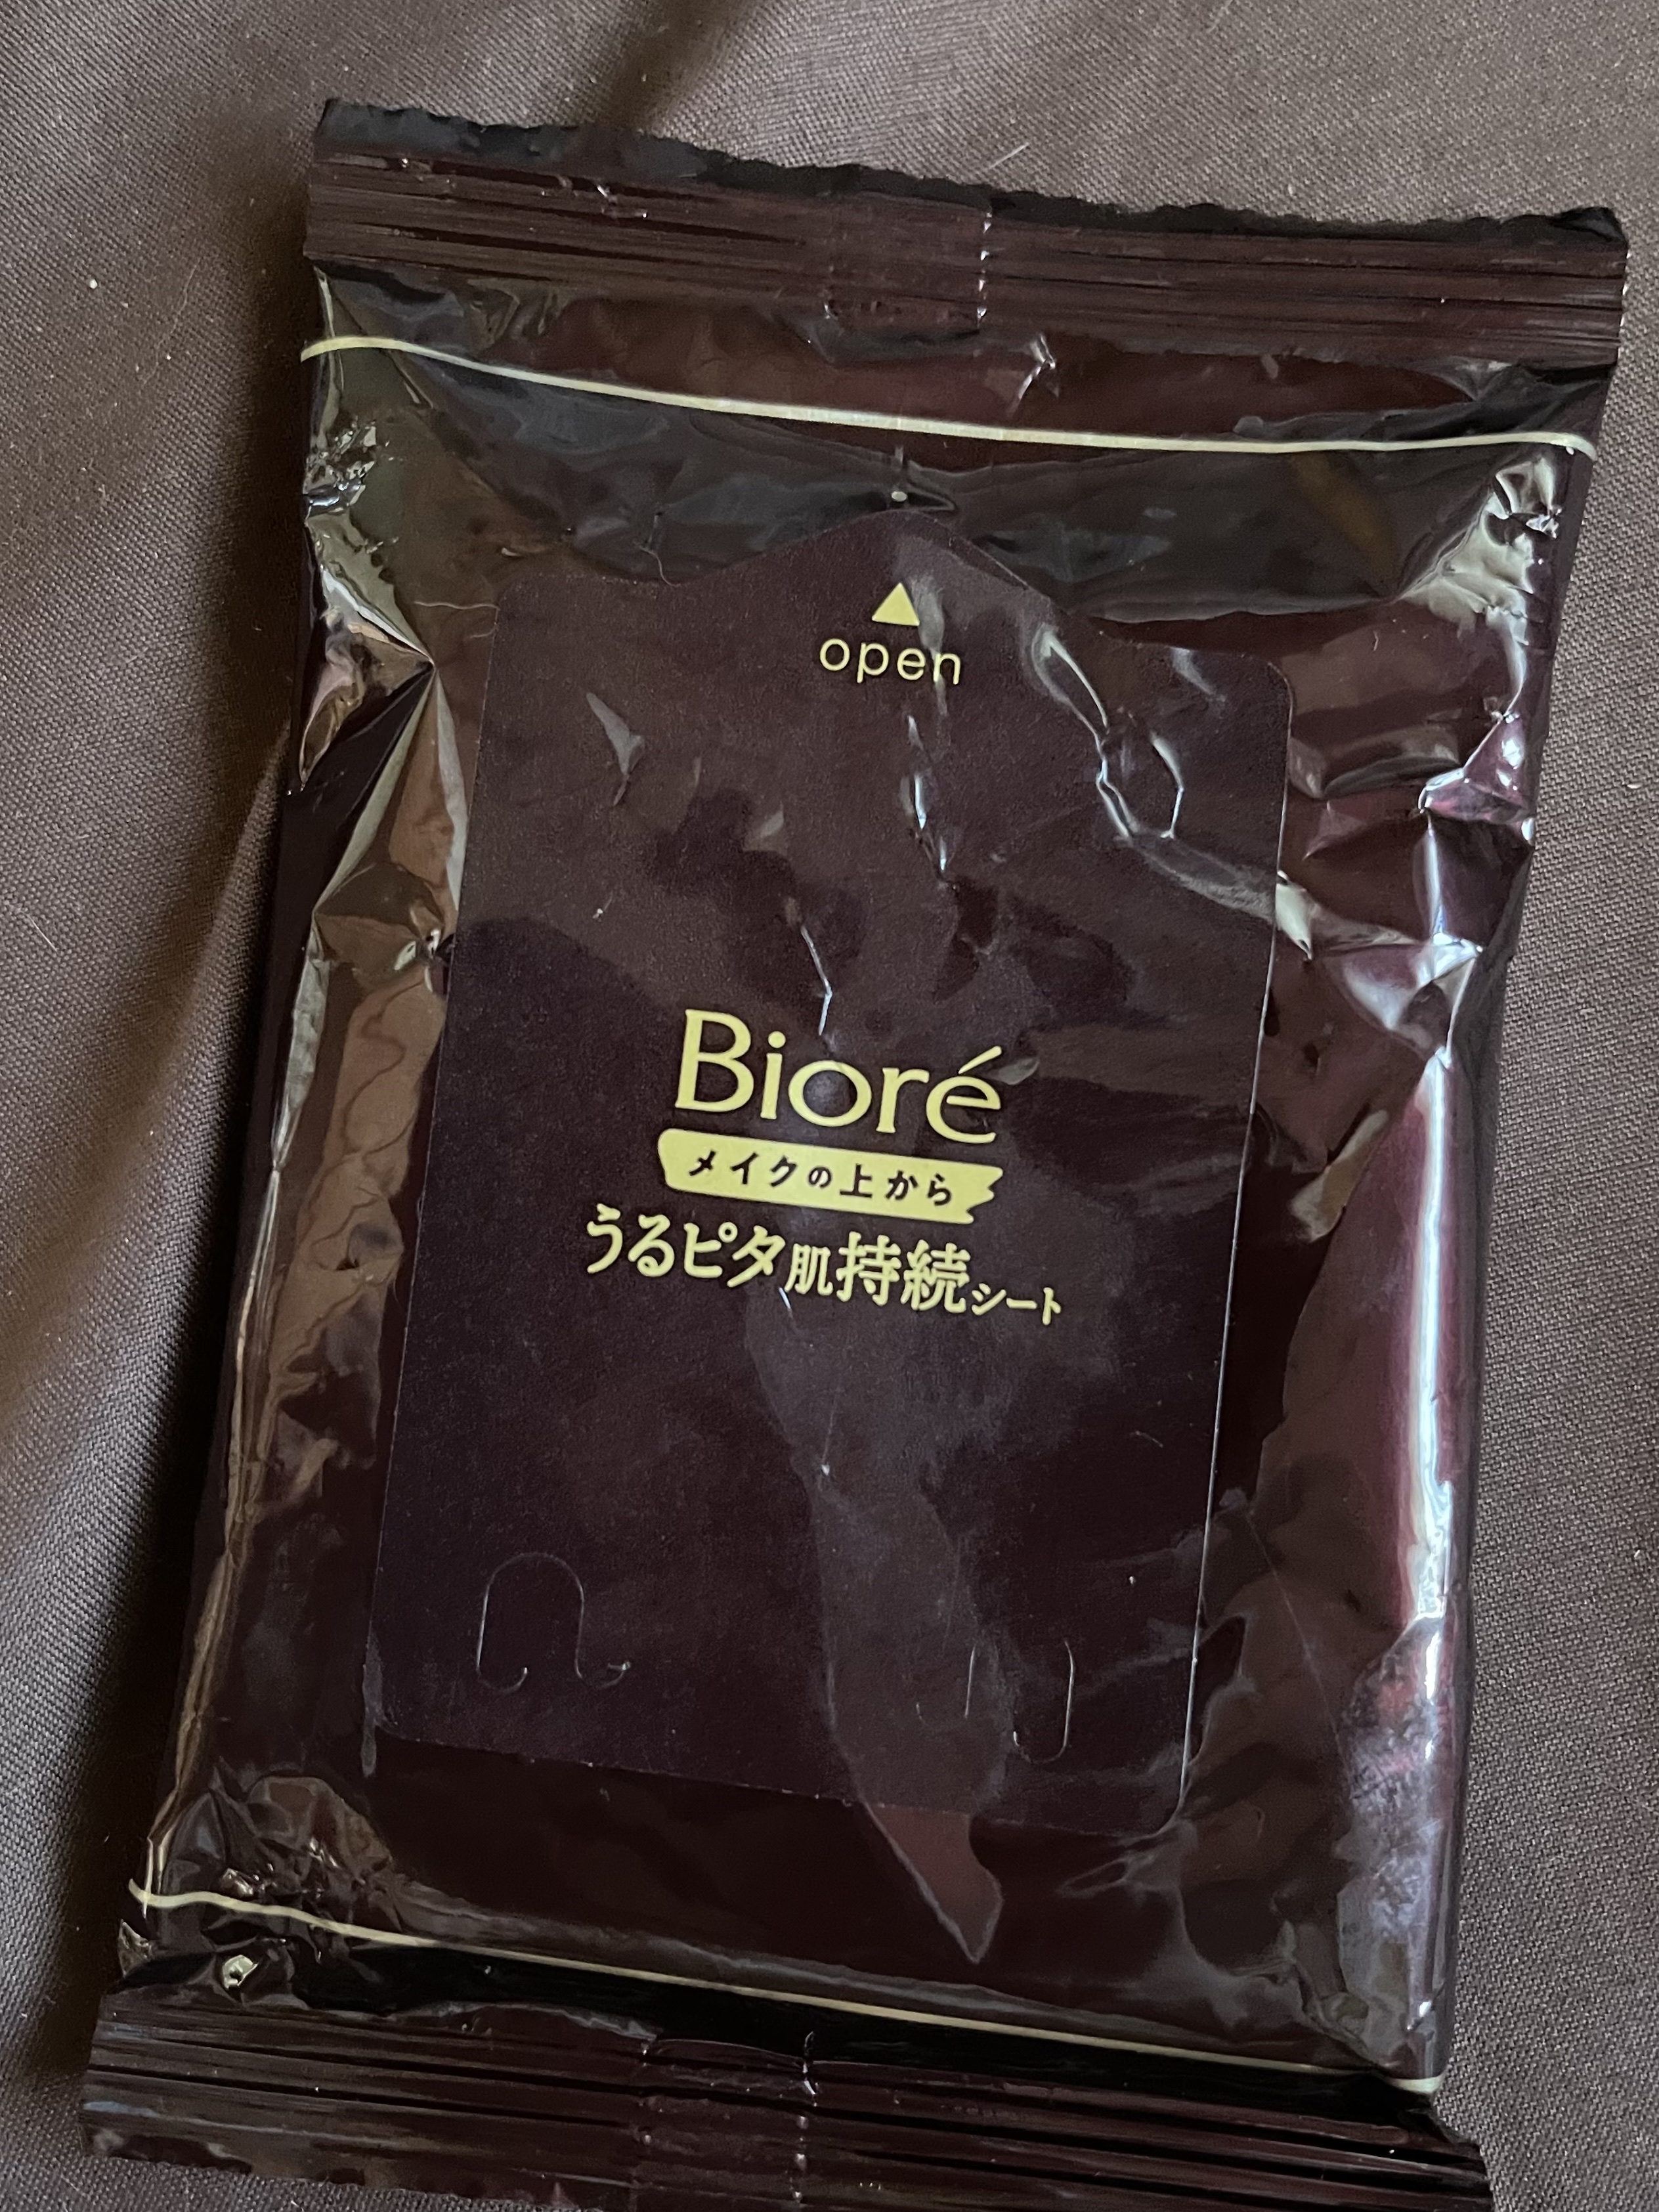 open
Bioré
メイクの上から
うるピタ肌持続シート